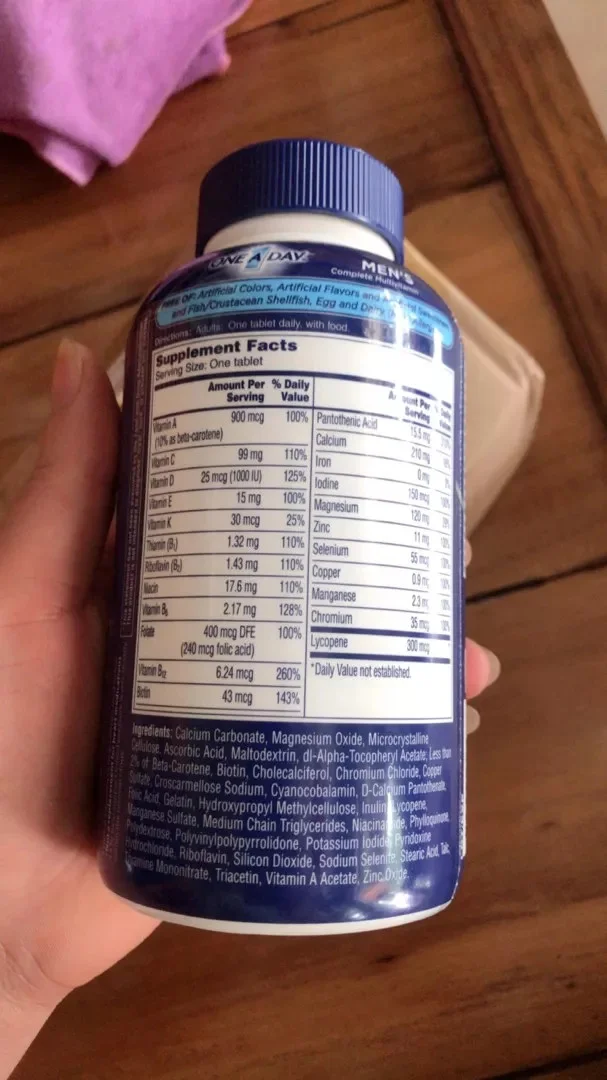 ONE A DAY
MEN'S
Complete Multivitamin
FREE OF: Artificial Colors, Artificial Flavors and
and Fish/Crustacean Shellfish, Egg and Dairy
Directions: Adults: One tablet daily, with food.
Supplement Facts
Serving Size: One tablet
Amount Per Serving % Daily Value
Vitamin A 900 mcg 100%
(10% as beta-carotene)
Vitamin C 99 mg 110%
Vitamin D 25 mcg (1000 IU) 125%
Vitamin E 15 mg 100%
Vitamin K 30 mcg 25%
Thiamin (B₁) 1.32 mg 110%
Riboflavin (B₂) 1.43 mg 110%
Niacin 17.6 mg 110%
Vitamin B₆ 2.17 mg 128%
Folate 400 mcg DFE 100%
(240 mcg folic acid)
Vitamin B₁₂ 6.24 mcg 260%
Biotin 43 mcg 143%
Amount Per Serving % Daily Value
Pantothenic Acid 15.5 mg
Calcium 210 mg
Iron 0 mg
Iodine 150 mcg 100%
Magnesium 120 mg
Zinc 11 mg 100%
Selenium 55 mcg 100%
Copper 0.9 mg 100%
Manganese 2.3 mg 100%
Chromium 35 mcg 100%
Lycopene 300 mcg *
*Daily Value not established.
Ingredients: Calcium Carbonate, Magnesium Oxide, Microcrystalline
Cellulose, Ascorbic Acid, Maltodextrin, dl-Alpha-Tocopheryl Acetate; Less than
2% of: Beta-Carotene, Biotin, Cholecalciferol, Chromium Chloride, Copper
Sulfate, Croscarmellose Sodium, Cyanocobalamin, D-Calcium Pantothenate,
Folic Acid, Gelatin, Hydroxypropyl Methylcellulose, Inulin, Lycopene,
Manganese Sulfate, Medium Chain Triglycerides, Niacinamide, Phylloquinone,
Polydextrose, Polyvinylpolypyrrolidone, Potassium Iodide, Pyridoxine
Hydrochloride, Riboflavin, Silicon Dioxide, Sodium Selenite, Stearic Acid, Talc,
Thiamine Mononitrate, Triacetin, Vitamin A Acetate, Zinc Oxide.